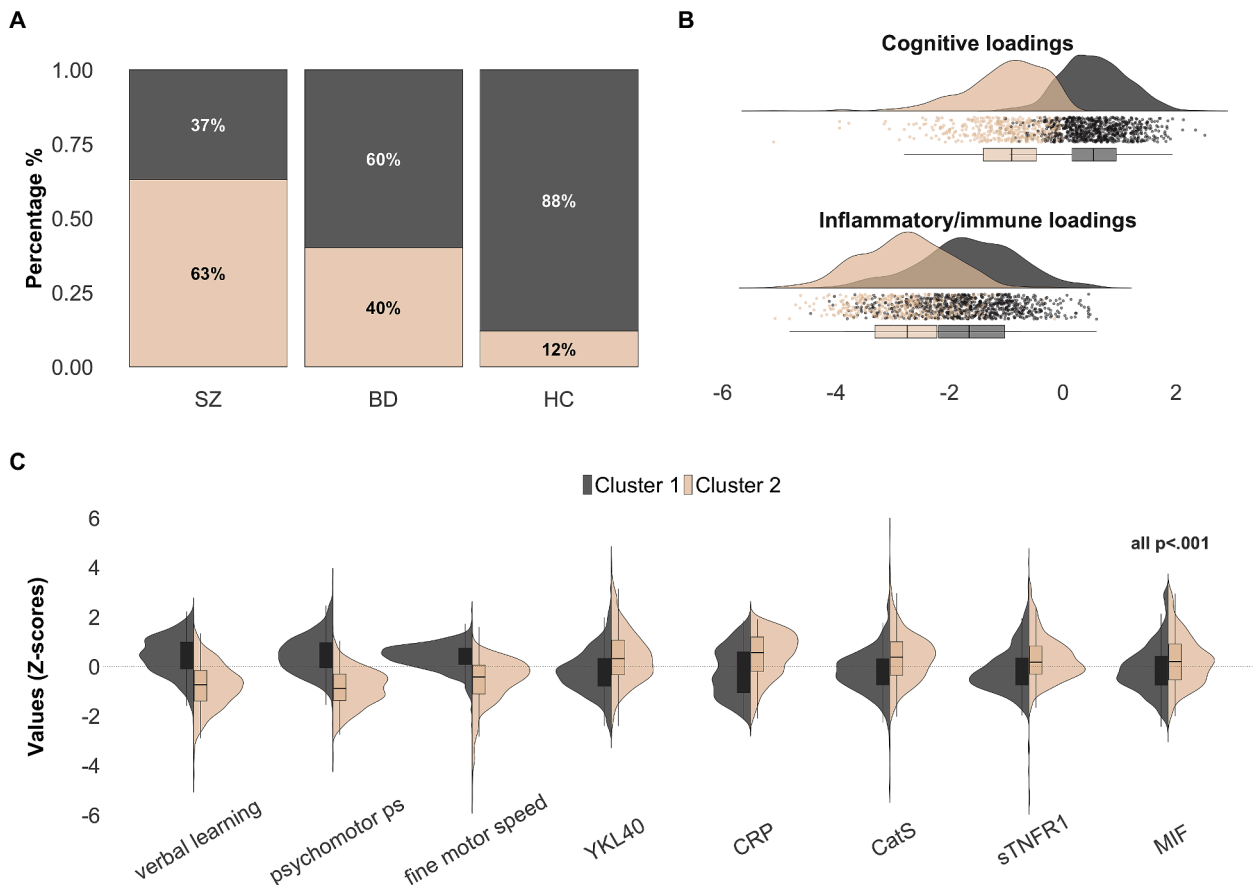 A
Percentage %
1.00
0.75
0.50
0.25
0.00
37%
63%
60%
40%
88%
12%
SZ
BD
HC
B
Cognitive loadings
Inflammatory/immune loadings
-6
-4
-2
0
2
C
Cluster 1
Cluster 2
Values (Z-scores)
6
4
2
0
-2
-4
-6
all p<.001
verbal learning
psychomotor ps
fine motor speed
YKL40
CRP
CatS
sTNFR1
MIF